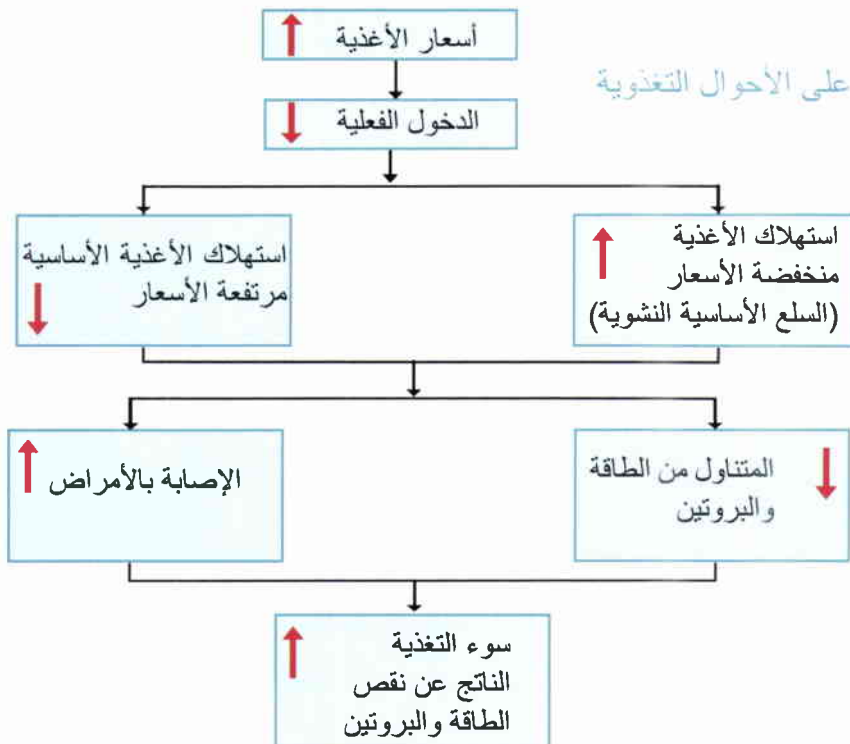 أسعار الأغذية
على الأحوال التغذوية
الدخول الفعلية
استهلاك الأغذية
منخفضة الأسعار
(السلع الأساسية النشوية)
استهلاك الأغذية الأساسية
مرتفعة الأسعار
المتناول من الطاقة
والبروتين
الإصابة بالأمراض
سوء التغذية
الناتج عن نقص
الطاقة والبروتين